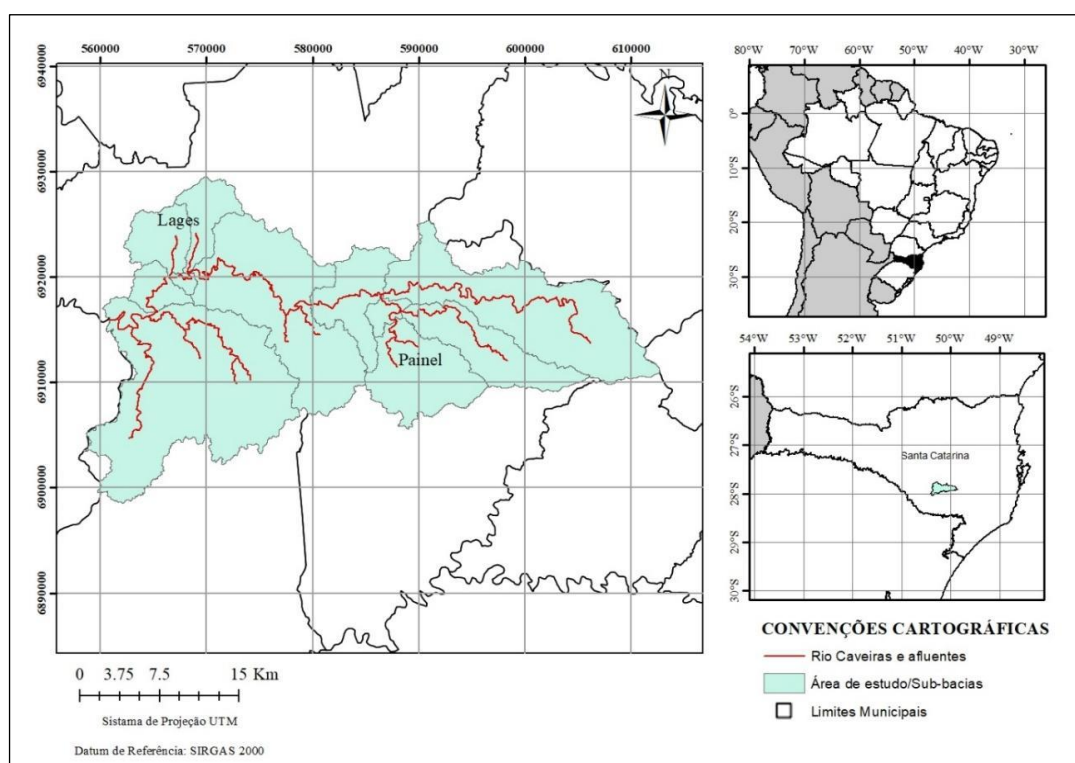 560000 570000 580000 590000 600000 610000
6940000
6930000
6920000
6910000
6900000
6890000
N
Lages
Painel
0 3.75 7.5 15 Km
Sistama de Projeção UTM
Datum de Referência: SIRGAS 2000
80°W 70°W 60°W 50°W 40°W 30°W
0°
10°S
20°S
30°S
54°W 53°W 52°W 51°W 50°W 49°W
26°S
27°S
28°S
29°S
30°S
Santa Catarina
CONVENÇÕES CARTOGRÁFICAS
Rio Caveiras e afluentes
Área de estudo/Sub-bacias
Limites Municipais